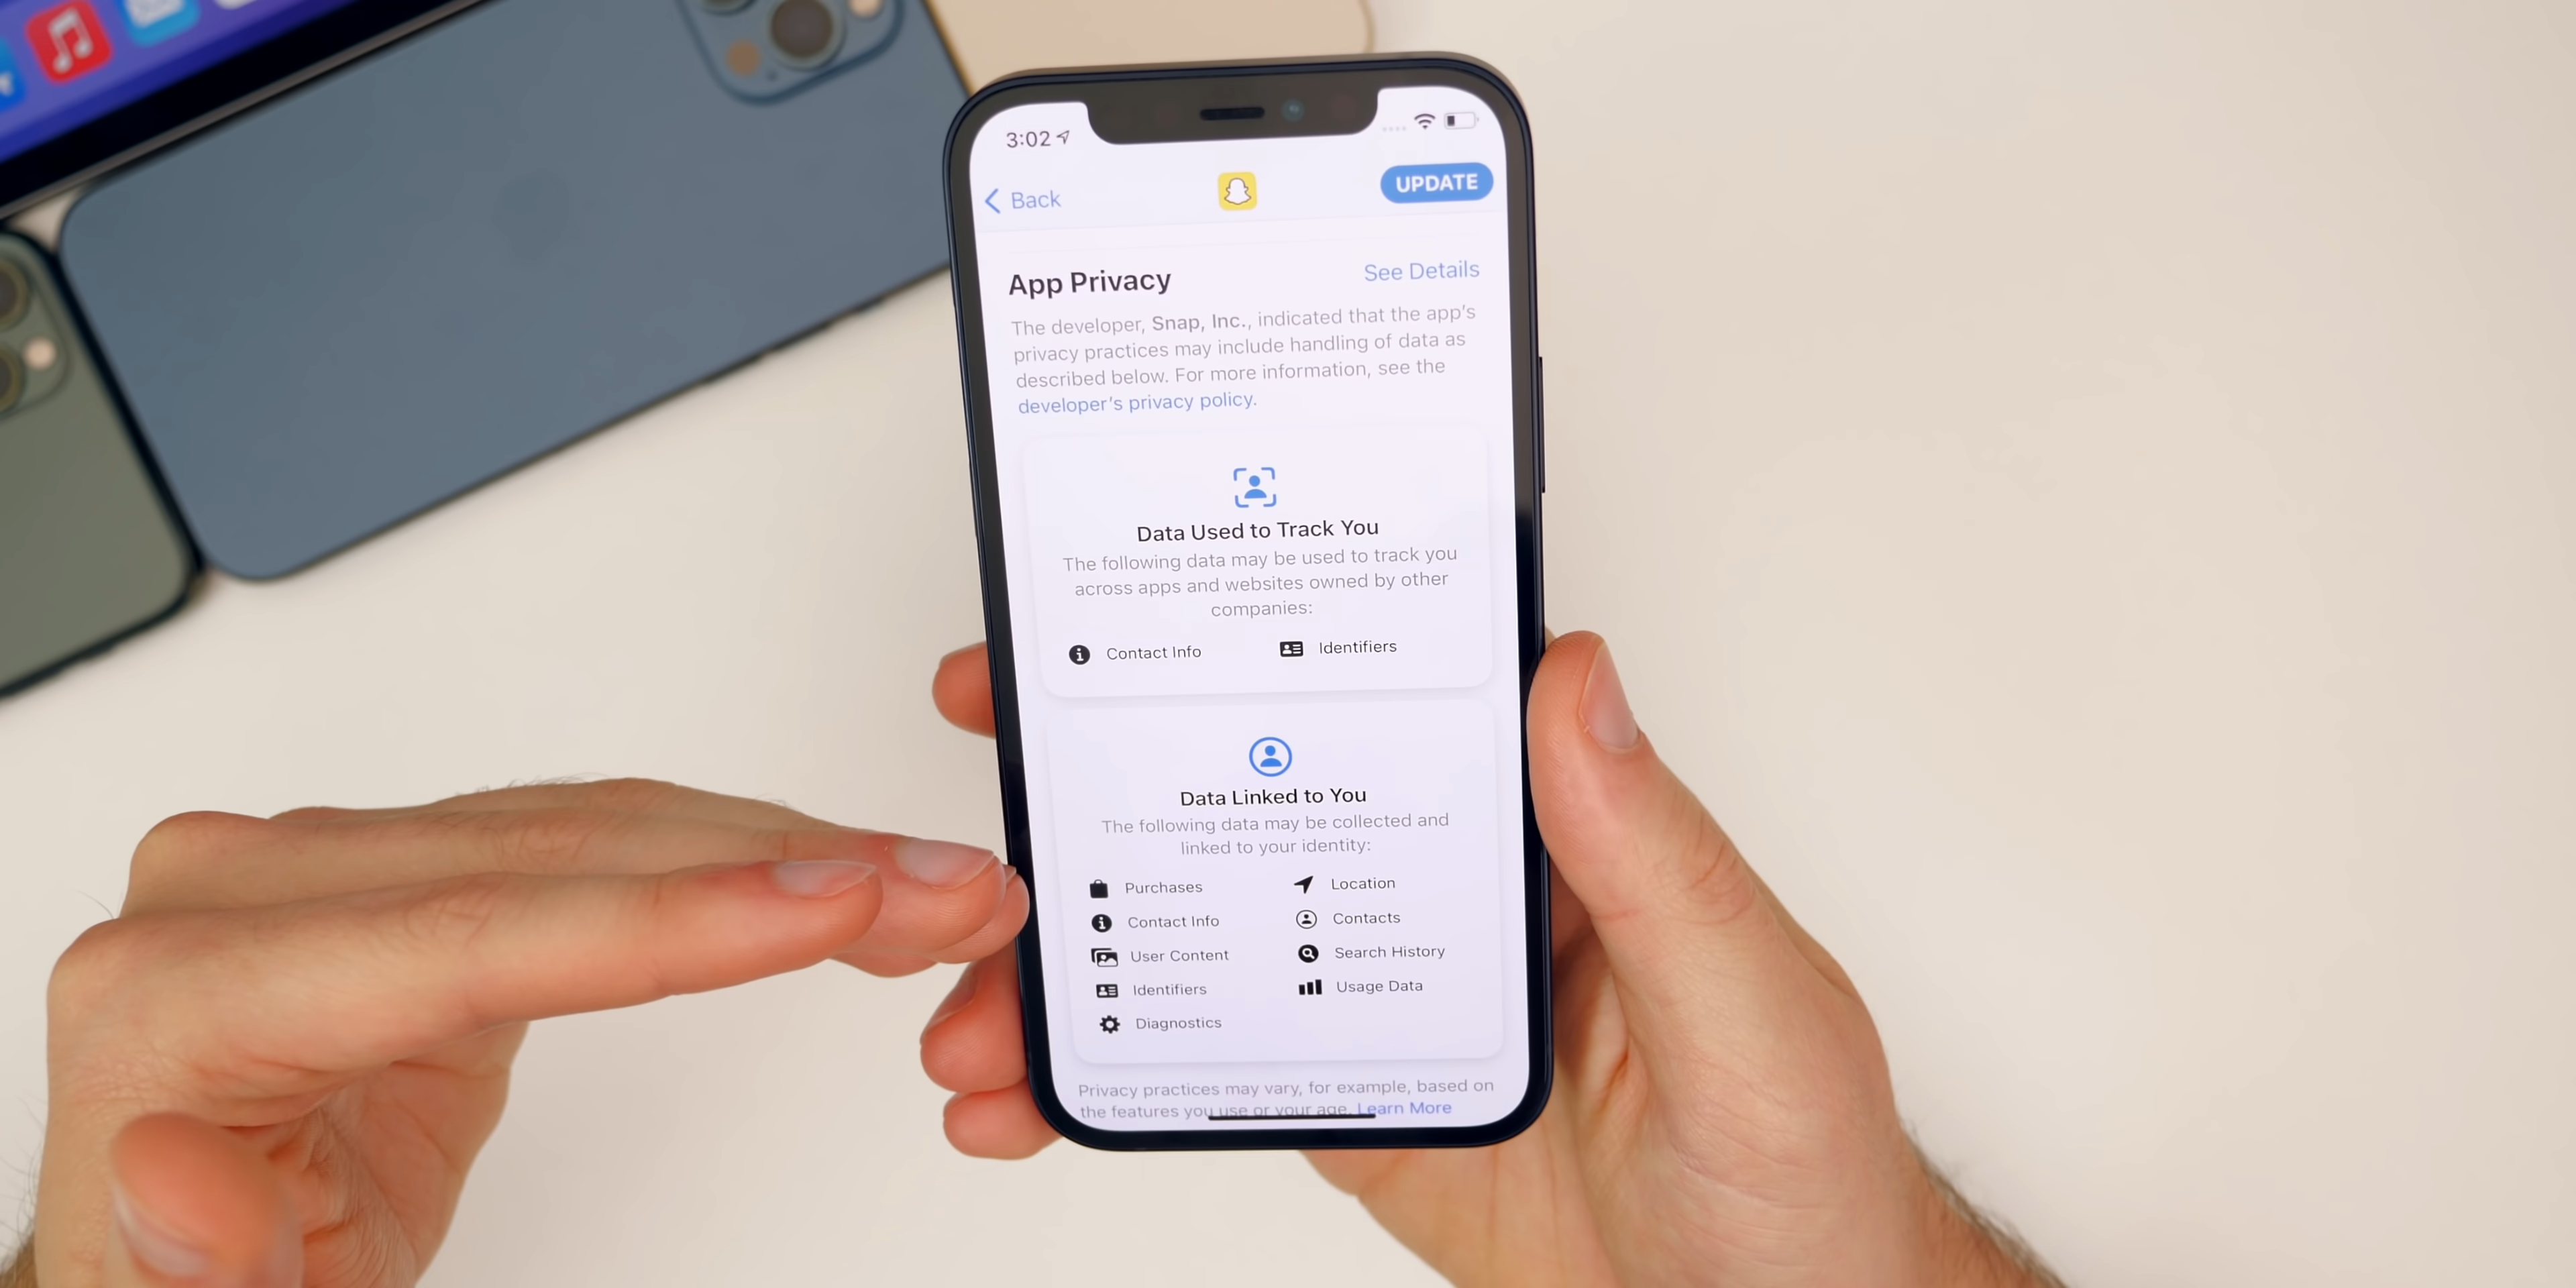 3:02
Back
UPDATE
App Privacy
See Details
The developer, Snap, Inc., indicated that the app's
privacy practices may include handling of data as
described below. For more information, see the
developer's privacy policy.
Data Used to Track You
The following data may be used to track you
across apps and websites owned by other
companies:
Contact Info
Identifiers
Data Linked to You
The following data may be collected and
linked to your identity:
Purchases
Location
Contact Info
Contacts
User Content
Search History
Identifiers
Usage Data
Diagnostics
Privacy practices may vary, for example, based on
the features you use or your age. Learn More